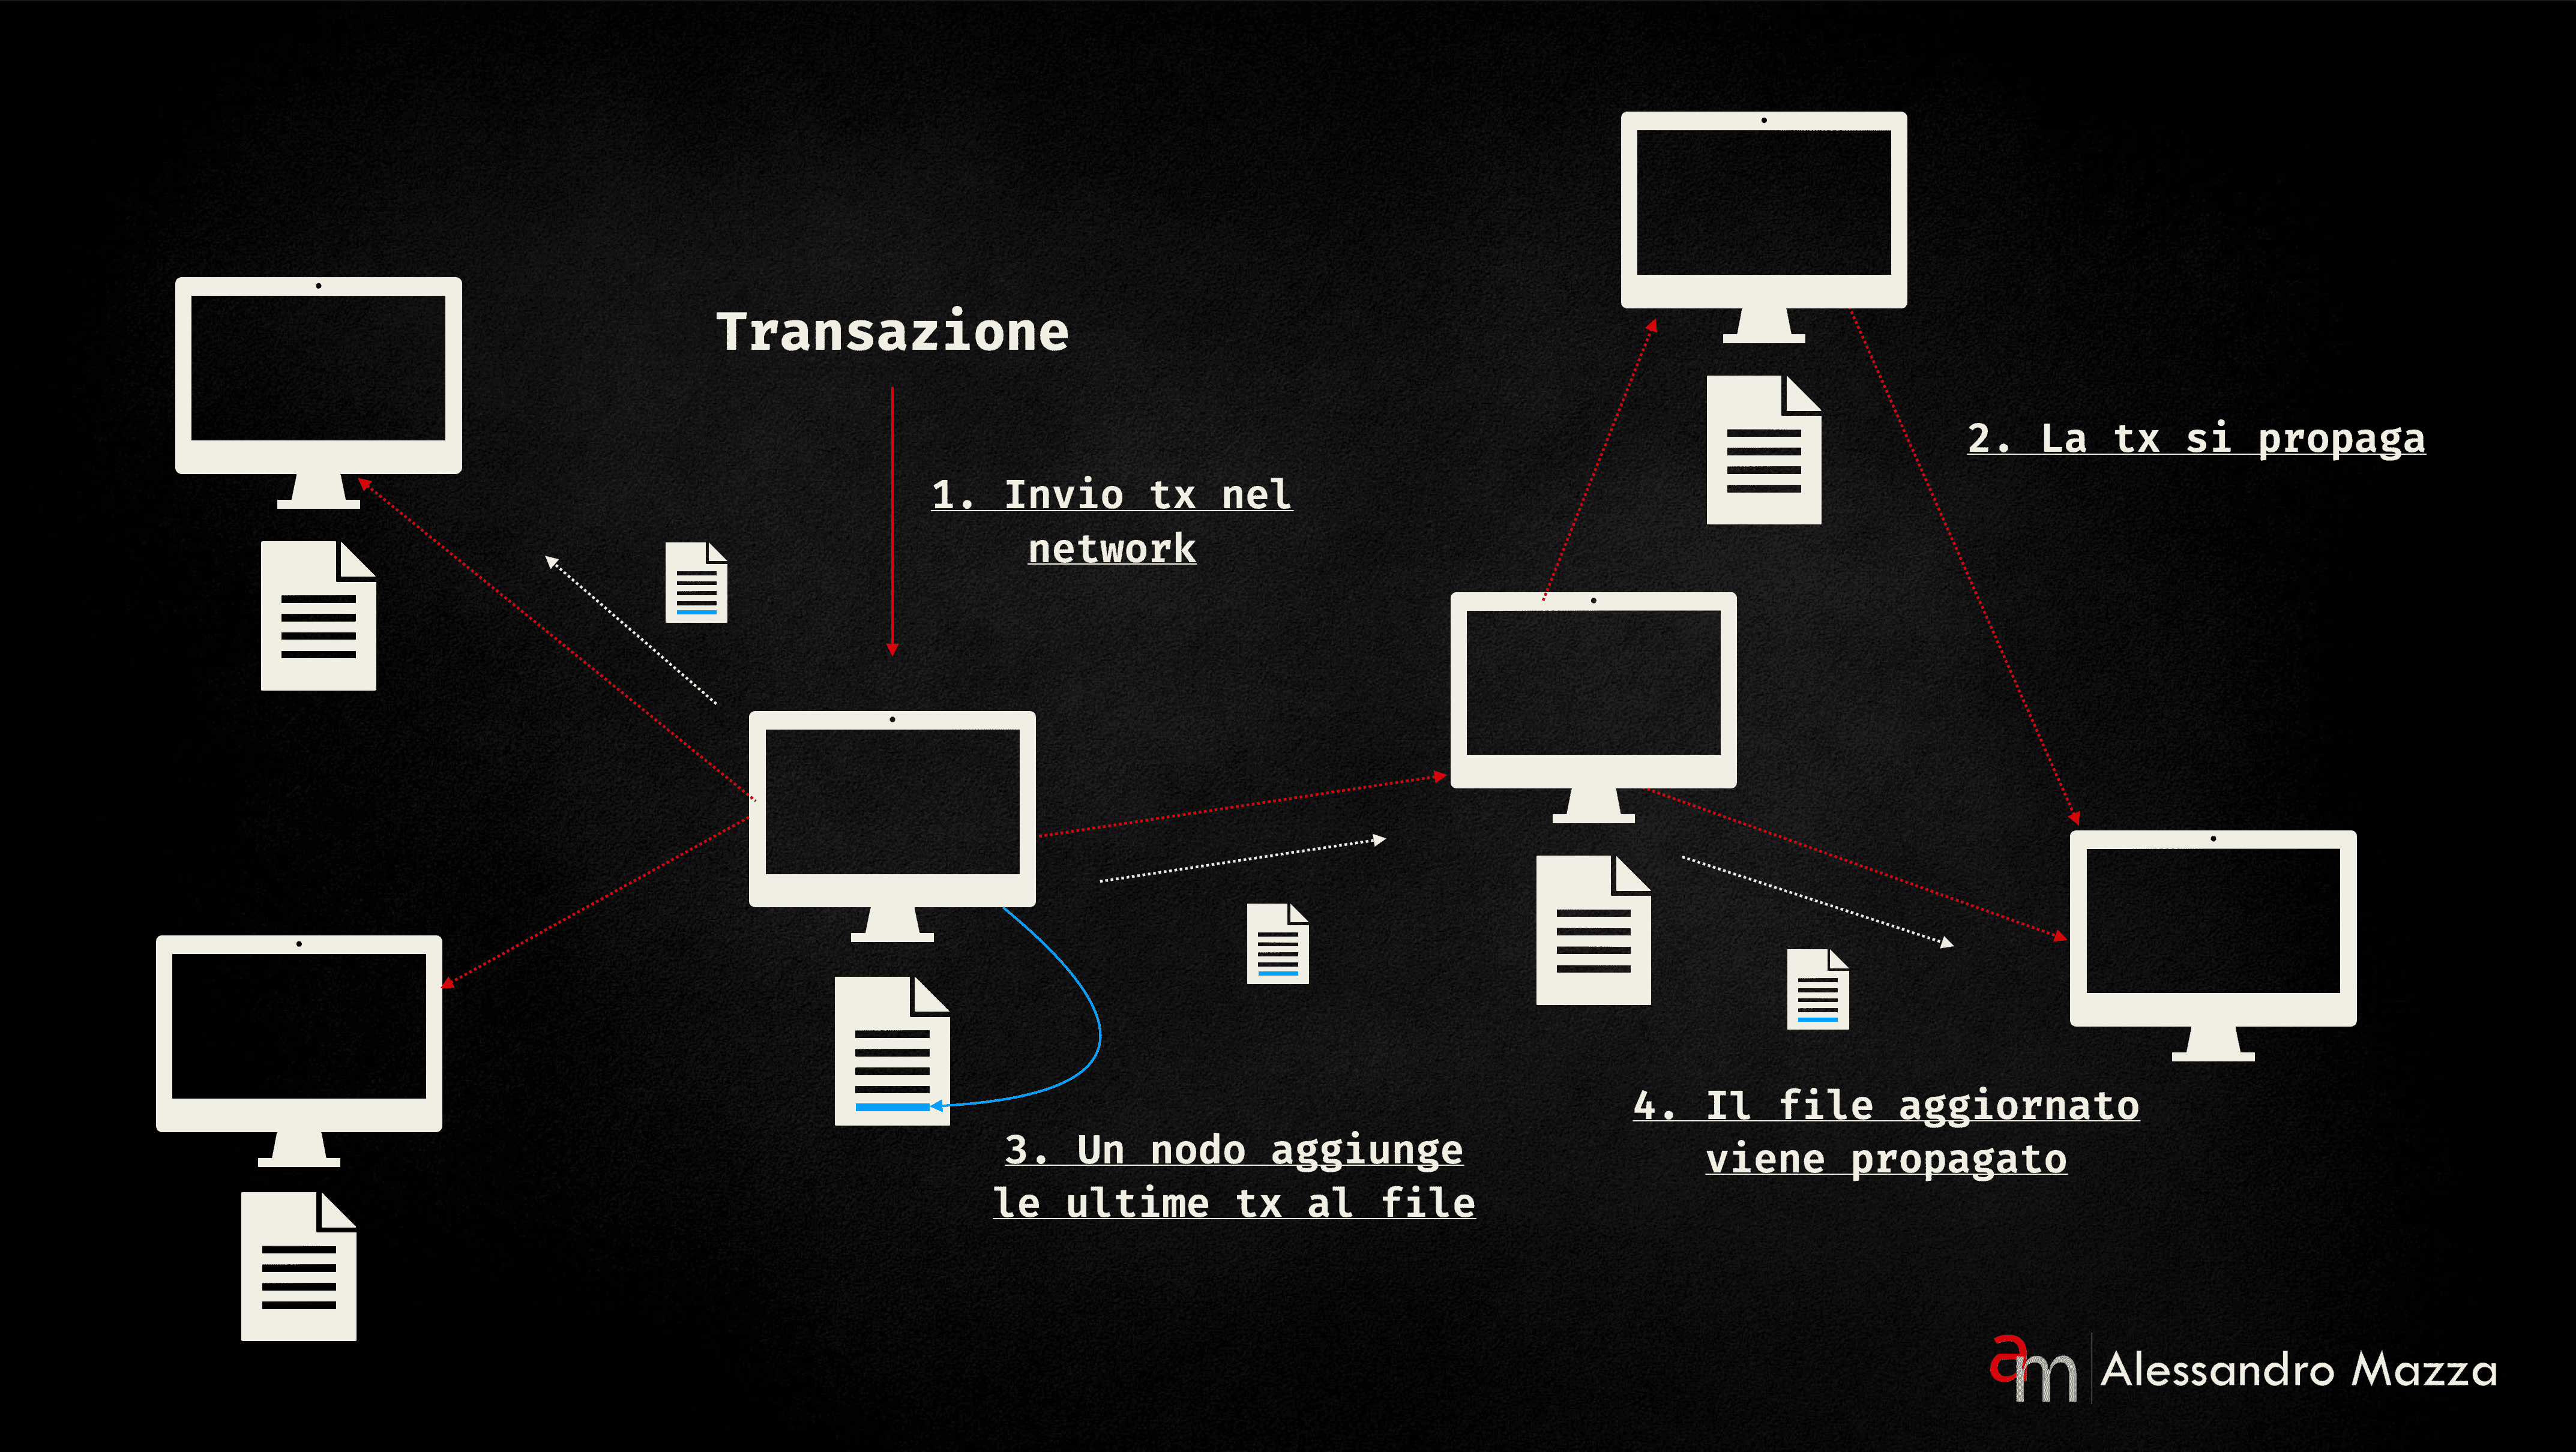 Transazione
1. Invio tx nel
network
2. La tx si propaga
3. Un nodo aggiunge
le ultime tx al file
4. Il file aggiornato
viene propagato
am
Alessandro Mazza